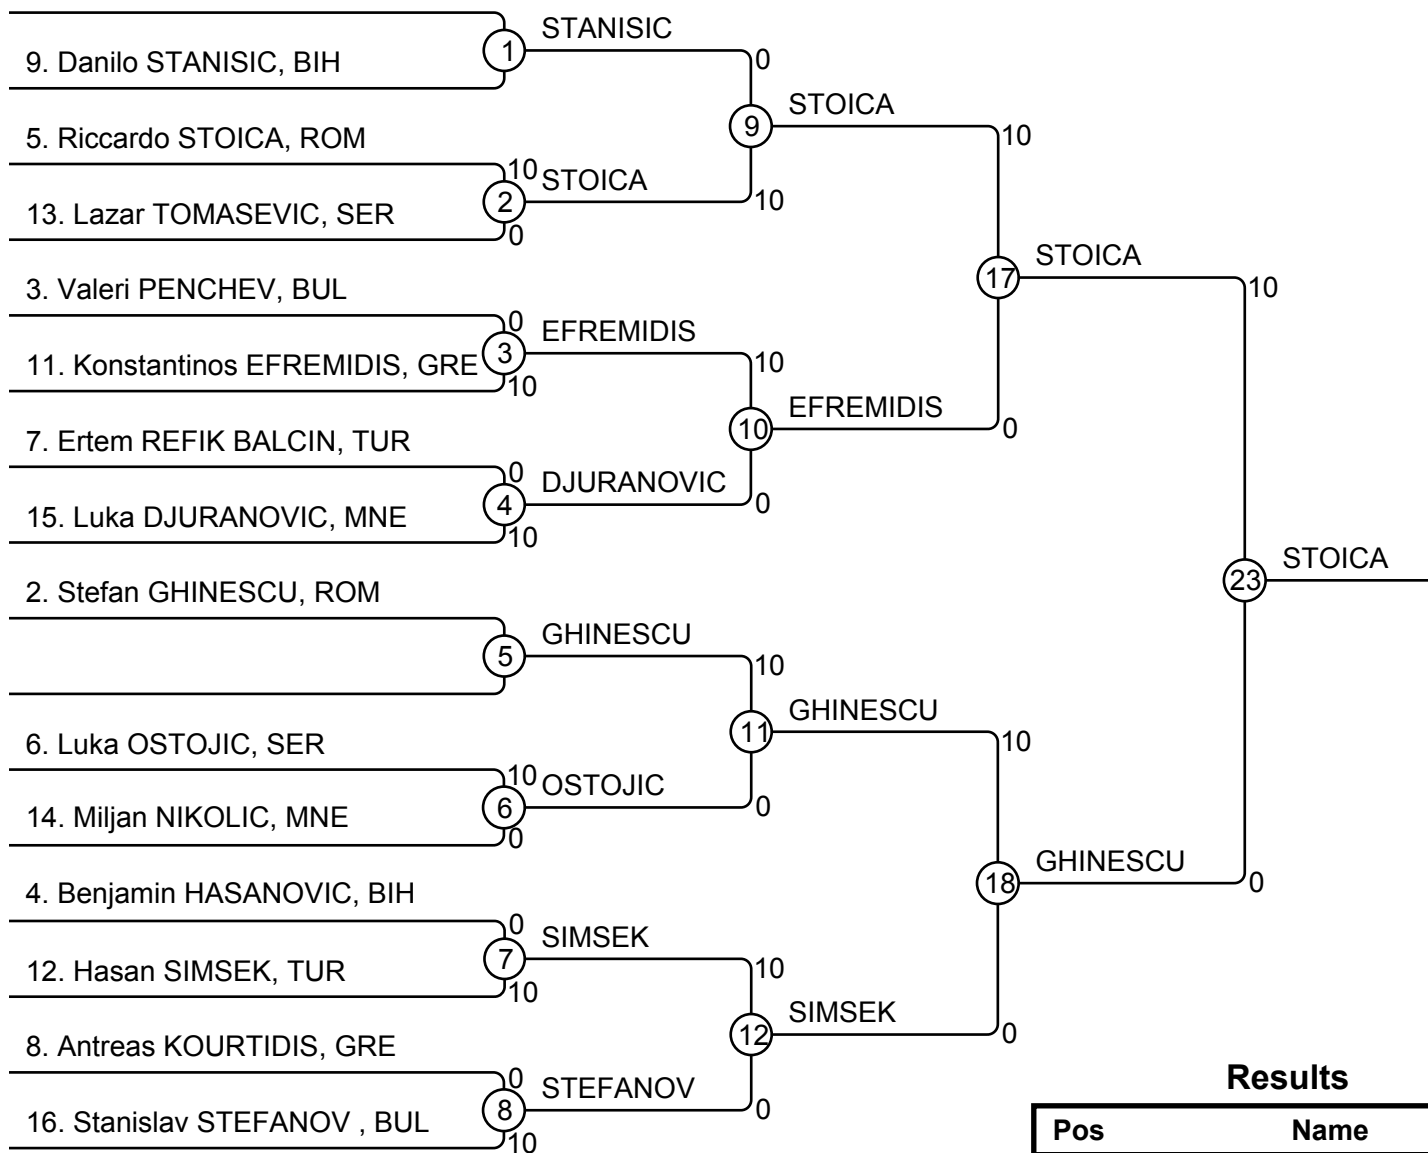 STANISIC
1
9. Danilo STANISIC, BIH
0
STOICA
9
10
5. Riccardo STOICA, ROM
10
STOICA
2
10
13. Lazar TOMASEVIC, SER
0
STOICA
17
10
3. Valeri PENCHEV, BUL
0
EFREMIDIS
3
10
11. Konstantinos EFREMIDIS, GRE
10
EFREMIDIS
10
0
7. Ertem REFIK BALCIN, TUR
0
DJURANOVIC
4
0
15. Luka DJURANOVIC, MNE
10
STOICA
23
2. Stefan GHINESCU, ROM
GHINESCU
5
10
GHINESCU
11
10
6. Luka OSTOJIC, SER
10
OSTOJIC
6
0
14. Miljan NIKOLIC, MNE
0
GHINESCU
18
0
4. Benjamin HASANOVIC, BIH
0
SIMSEK
7
10
12. Hasan SIMSEK, TUR
10
SIMSEK
12
0
8. Antreas KOURTIDIS, GRE
0
STEFANOV
8
0
16. Stanislav STEFANOV , BUL
10
Results
Pos Name